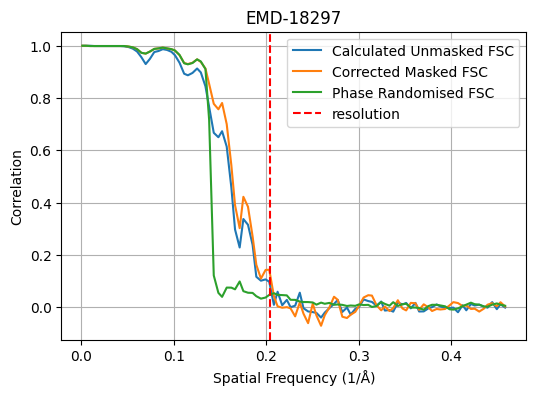 EMD-18297
Calculated Unmasked FSC
Corrected Masked FSC
Phase Randomised FSC
resolution
Correlation
1.0
0.8
0.6
0.4
0.2
0.0
0.0 0.1 0.2 0.3 0.4
Spatial Frequency (1/Å)